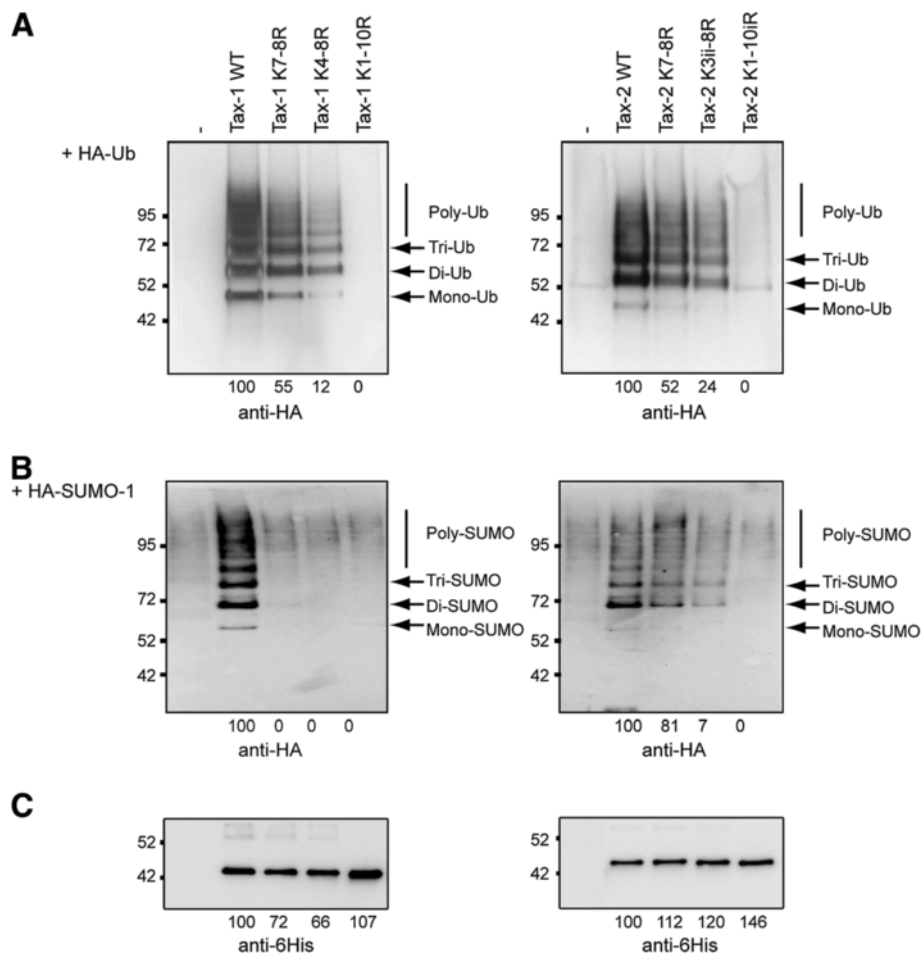 A
-
Tax-1 WT
Tax-1 K7-8R
Tax-1 K4-8R
Tax-1 K1-10R
-
Tax-2 WT
Tax-2 K7-8R
Tax-2 K3ii-8R
Tax-2 K1-10iR
+ HA-Ub
95
72
52
42
Poly-Ub
Tri-Ub
Di-Ub
Mono-Ub
100 55 12 0
anti-HA
95
72
52
42
Poly-Ub
Tri-Ub
Di-Ub
Mono-Ub
100 52 24 0
anti-HA
B
+ HA-SUMO-1
95
72
52
42
Poly-SUMO
Tri-SUMO
Di-SUMO
Mono-SUMO
100 0 0 0
anti-HA
95
72
52
42
Poly-SUMO
Tri-SUMO
Di-SUMO
Mono-SUMO
100 81 7 0
anti-HA
C
52
42
100 72 66 107
anti-6His
52
42
100 112 120 146
anti-6His